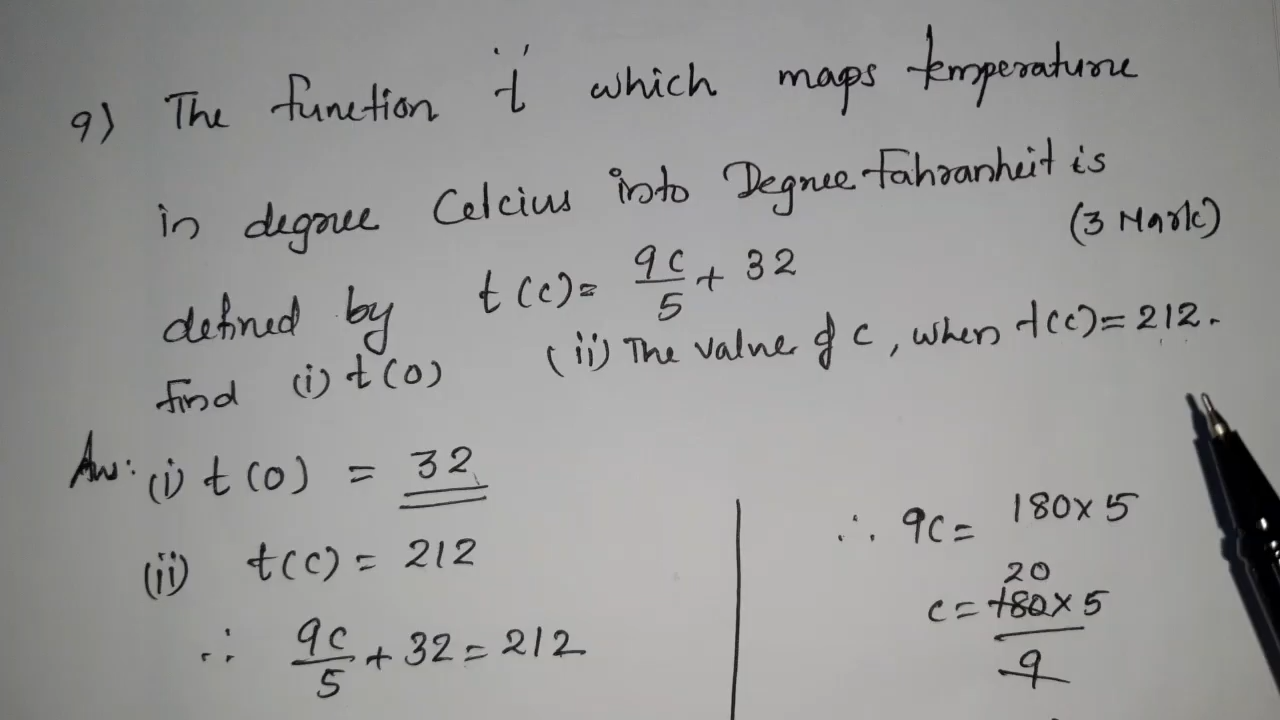 9) The function 't' which maps temperature
in degree Celcius into Degree Fahranheit is
(3 Mark)
defined by t(c)= 9c/5 + 32
find (i) t(0) (ii) The value of c, when t(c)=212.
Ans: (i) t(0) = 32
(ii) t(c) = 212
∴ 9c/5 + 32 = 212
∴ 9c = 180×5
20
c = 180×5
9